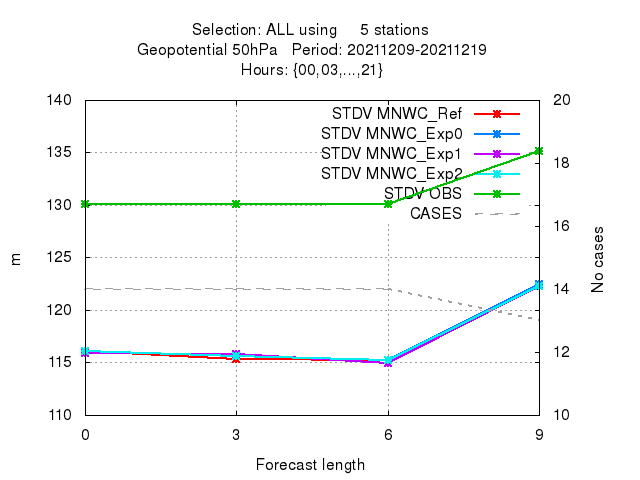 Selection: ALL using     5 stations
Geopotential 50hPa   Period: 20211209-20211219
Hours: {00,03,...,21}
140
135
130
125
120
115
110
20
18
16
14
12
10
STDV MNWC_Ref
STDV MNWC_Exp0
STDV MNWC_Exp1
STDV MNWC_Exp2
STDV OBS
CASES
m
No cases
0
3
6
9
Forecast length